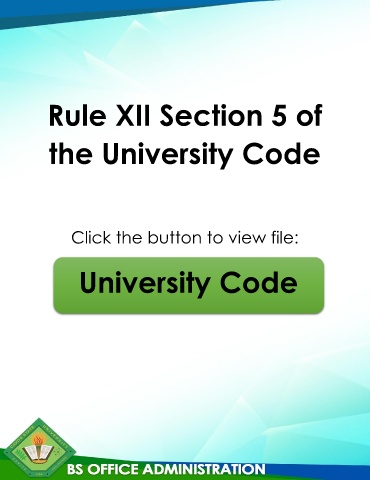 Rule XII Section 5 of
the University Code
Click the button to view file:
University Code
BS OFFICE ADMINISTRATION